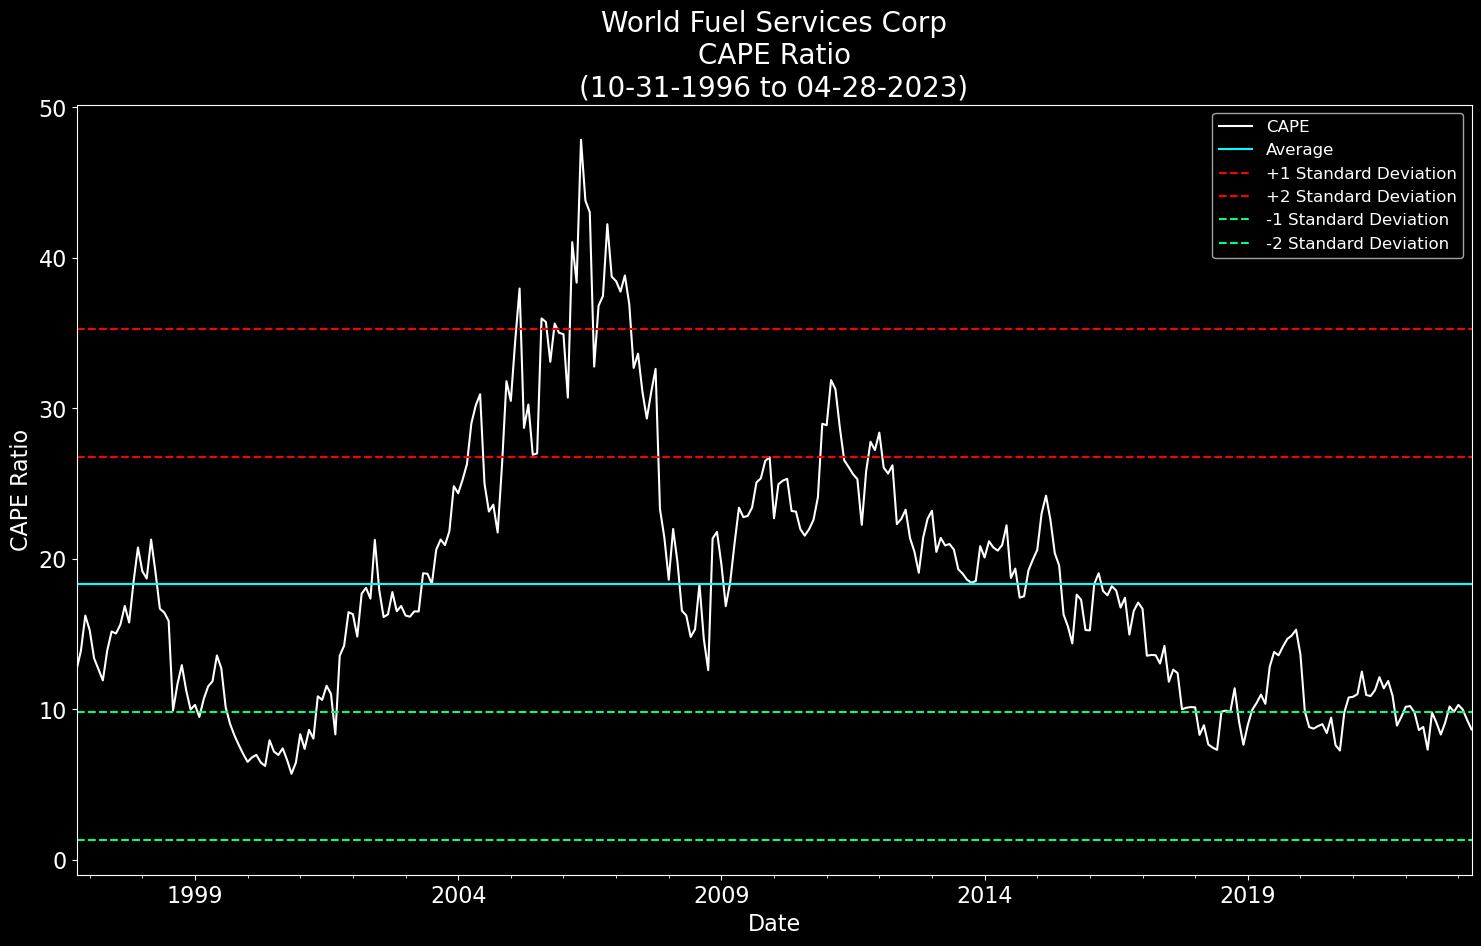 World Fuel Services Corp
CAPE Ratio
(10-31-1996 to 04-28-2023)
50
40
30
20
10
0
CAPE Ratio
CAPE
Average
+1 Standard Deviation
+2 Standard Deviation
-1 Standard Deviation
-2 Standard Deviation
1999 2004 2009 2014 2019
Date